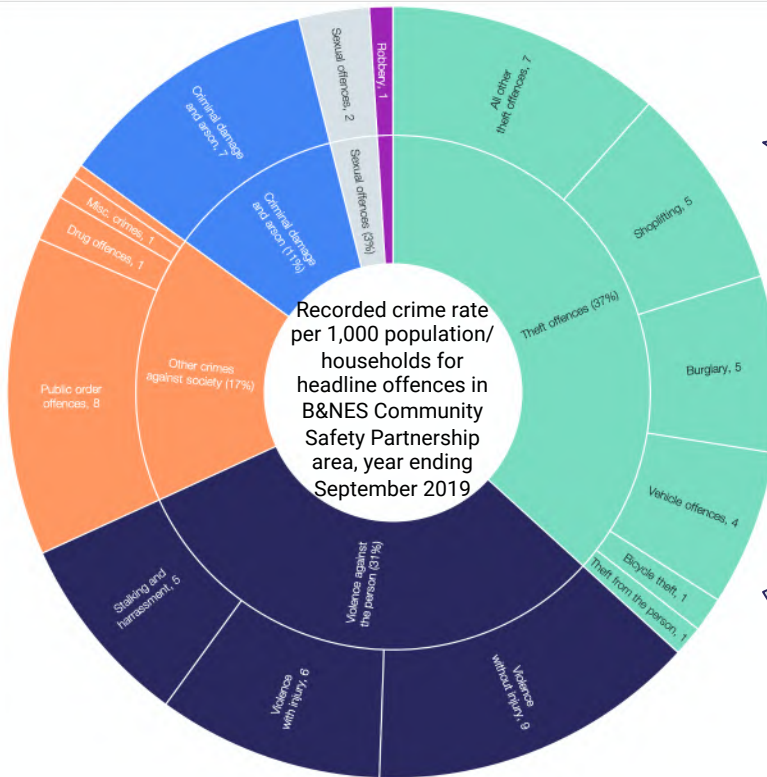 Recorded crime rate
per 1,000 population/
households for
headline offences in
B&NES Community
Safety Partnership
area, year ending
September 2019
Theft offences (37%)
All other
theft offences, 7
Shoplifting, 5
Burglary, 5
Vehicle offences, 4
Bicycle theft, 1
Theft from the person, 1
Violence against
the person (31%)
Violence
without injury, 9
Violence
with injury, 6
Stalking and
harrassment, 5
Other crimes
against society (17%)
Public order
offences, 8
Drug offences, 1
Misc. crimes, 1
Criminal damage
and arson (11%)
Criminal damage
and arson, 7
Sexual offences (3%)
Sexual offences, 2
Robbery, 1